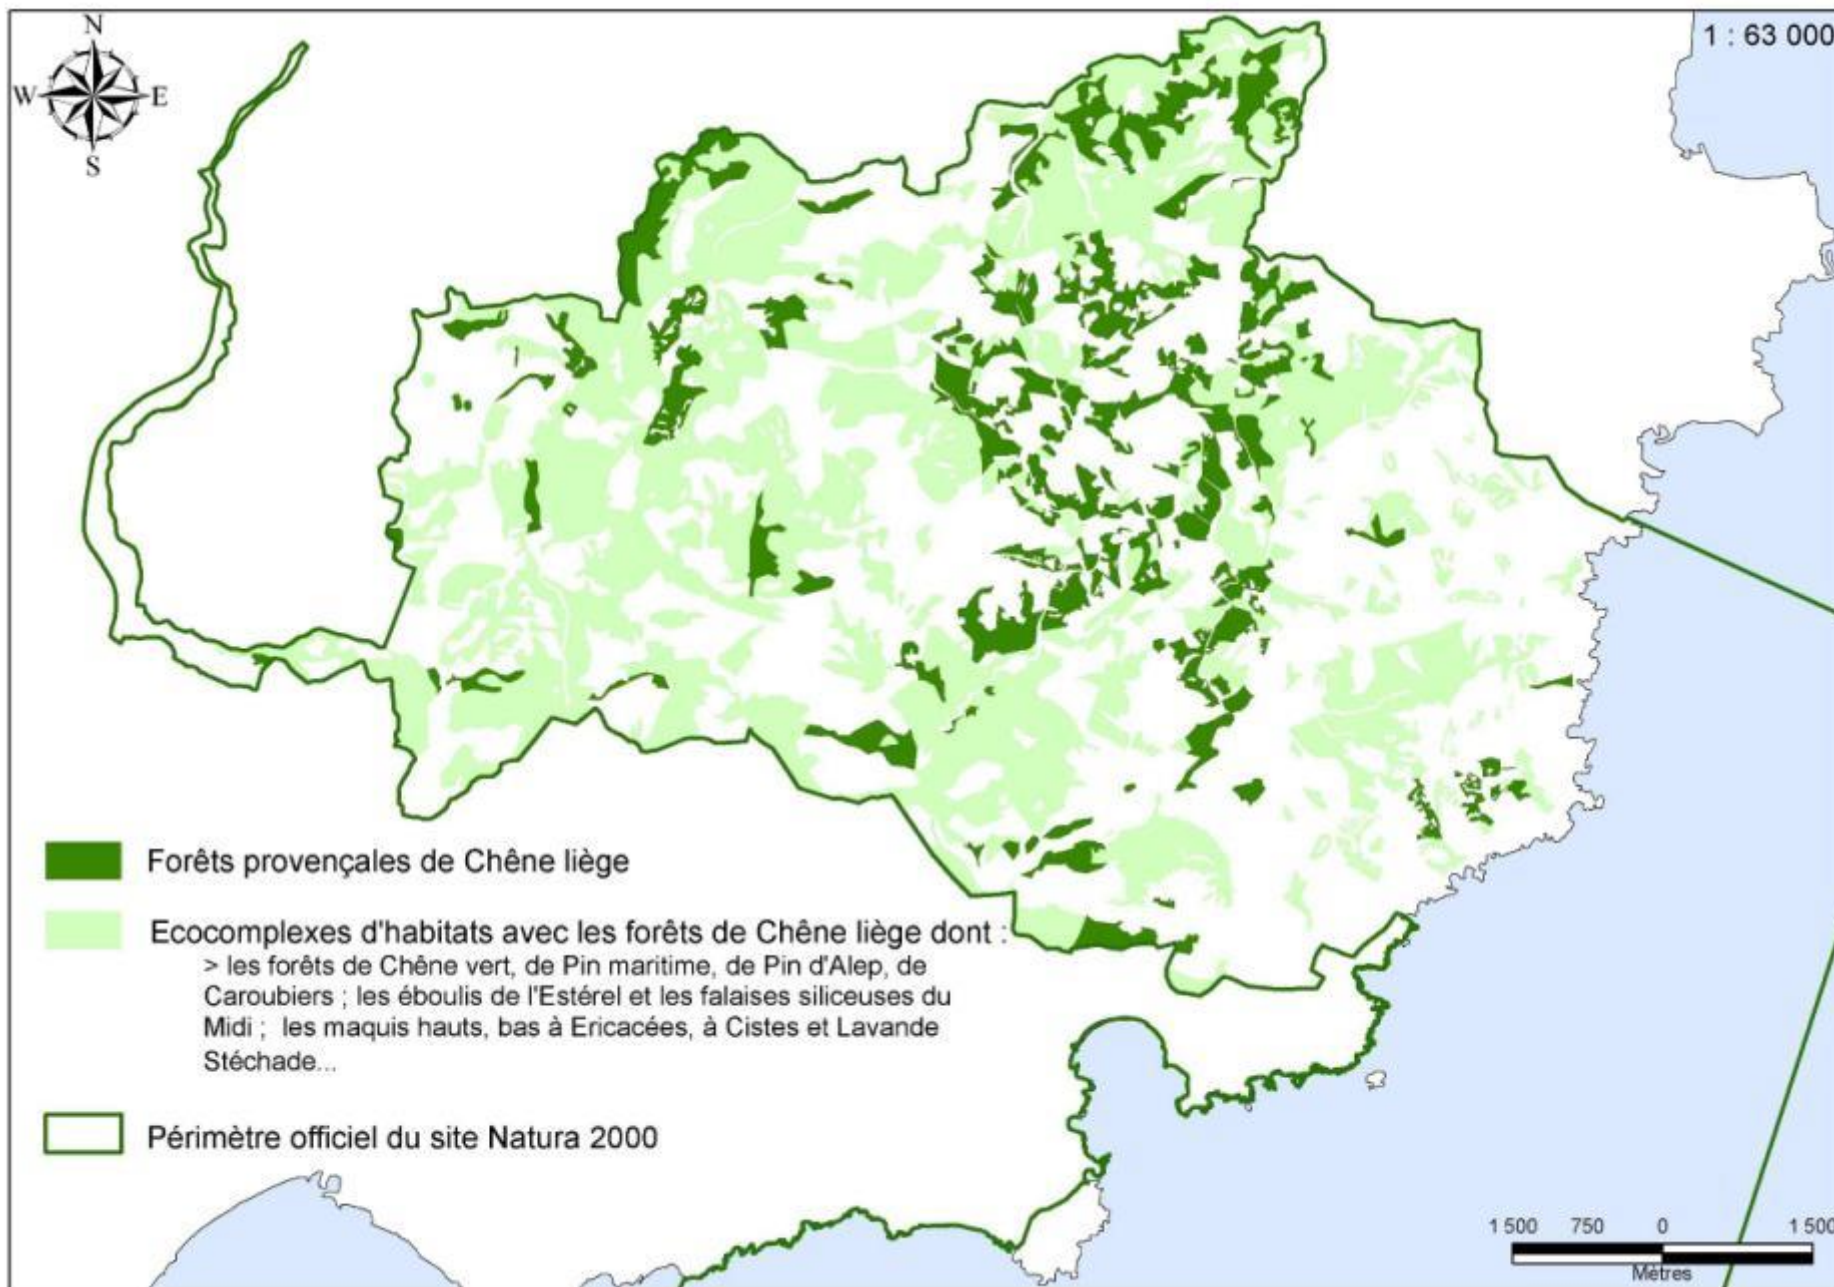 N
1 : 63 000
W E
S
Forêts provençales de Chêne liège
Ecocomplexes d'habitats avec les forêts de Chêne liège dont :
> les forêts de Chêne vert, de Pin maritime, de Pin d'Alep, de
Caroubiers ; les éboulis de l'Estérel et les falaises siliceuses du
Midi ; les maquis hauts, bas à Ericacées, à Cistes et Lavande
Stéchade...
Périmètre officiel du site Natura 2000
1 500 750 0 1 500
Mètres